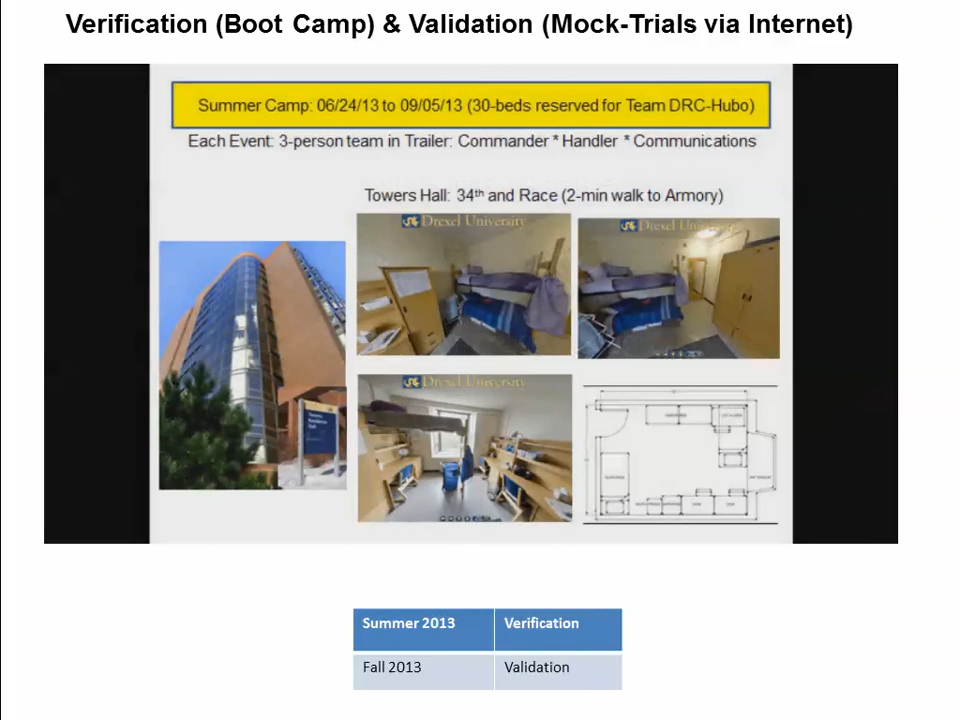 Verification (Boot Camp) & Validation (Mock-Trials via Internet)
Summer Camp: 06/24/13 to 09/05/13 (30-beds reserved for Team DRC-Hubo)
Each Event: 3-person team in Trailer: Commander * Handler * Communications
Towers Hall: 34th and Race (2-min walk to Armory)
Drexel University
Drexel University
Drexel University
Summer 2013 Verification
Fall 2013 Validation